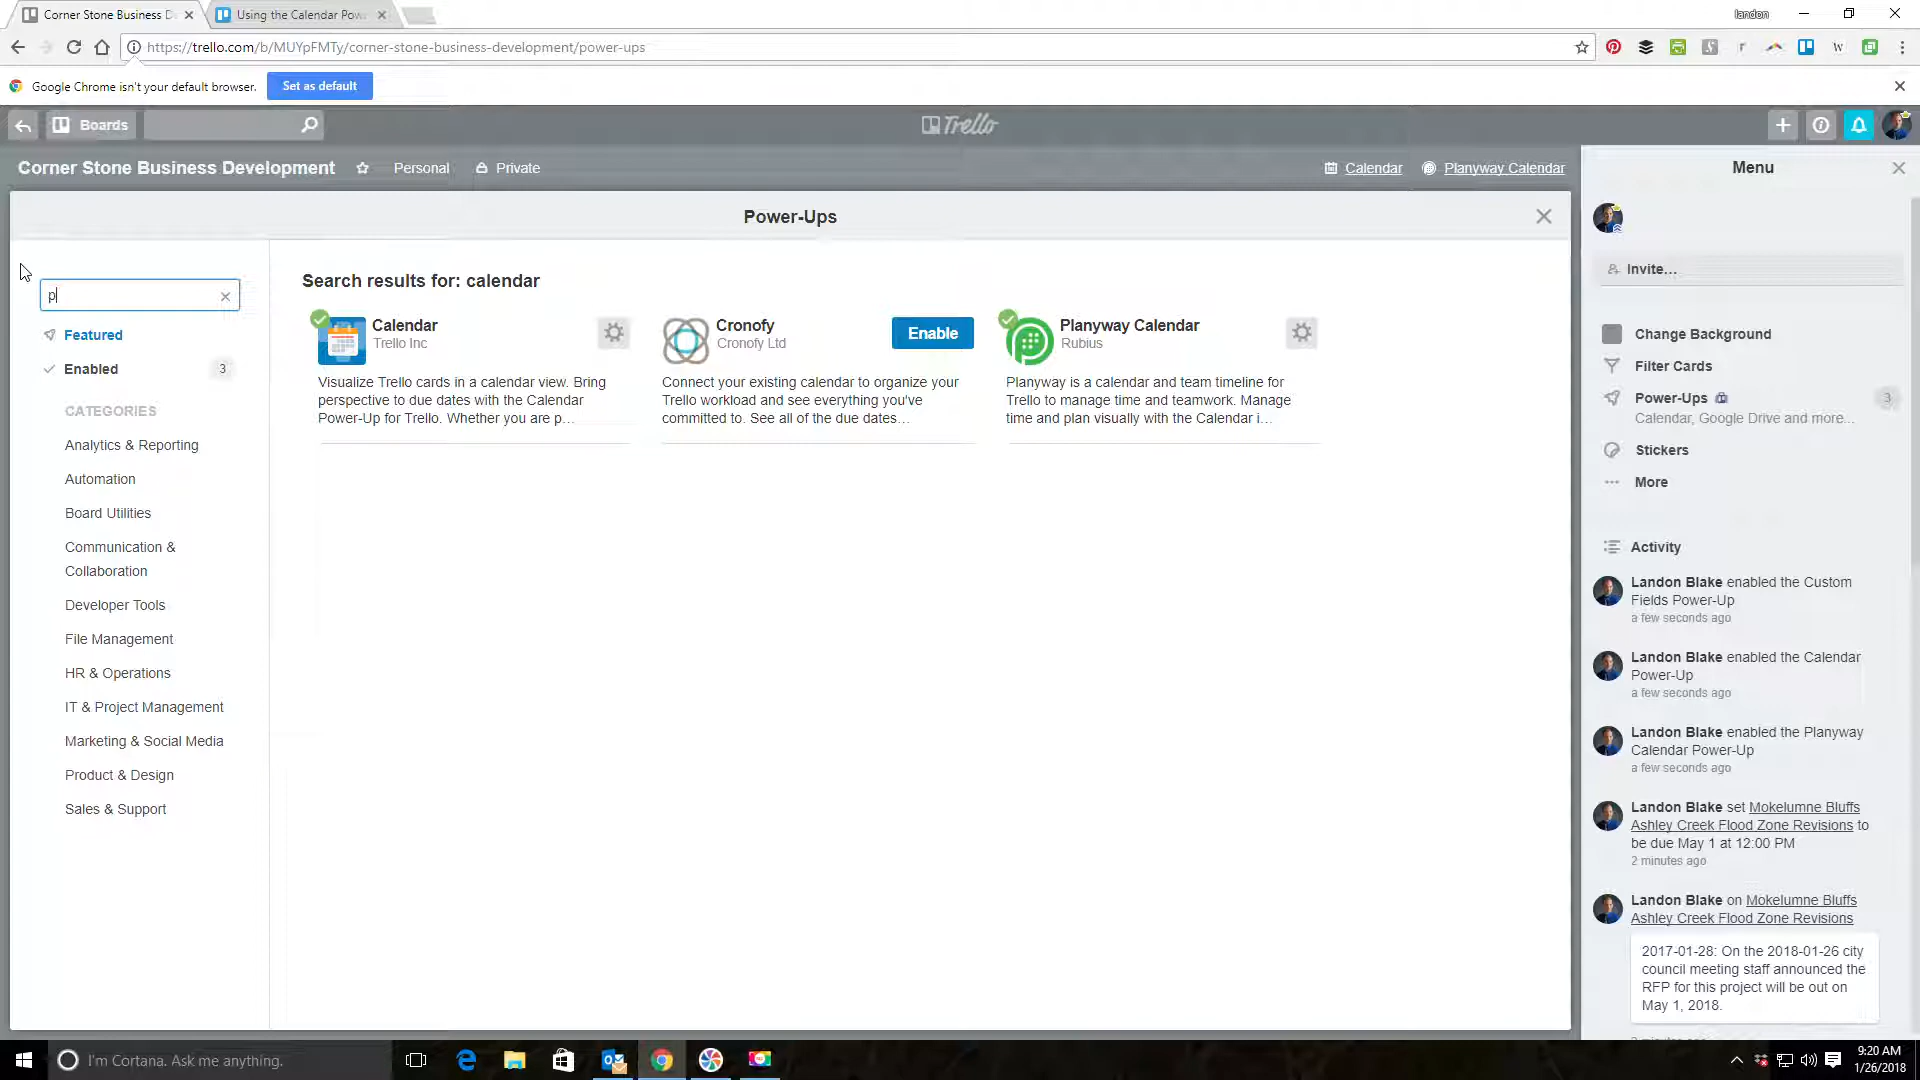 Corner Stone Business D
Using the Calendar Pow
landon
https://trello.com/b/MUYpFMTy/corner-stone-business-development/power-ups
Google Chrome isn't your default browser.
Set as default
Boards
Trello
Corner Stone Business Development
Personal
Private
Calendar
Planyway Calendar
Menu
Power-Ups
p
Featured
Enabled
3
CATEGORIES
Analytics & Reporting
Automation
Board Utilities
Communication &
Collaboration
Developer Tools
File Management
HR & Operations
IT & Project Management
Marketing & Social Media
Product & Design
Sales & Support
Search results for: calendar
Calendar
Trello Inc
Visualize Trello cards in a calendar view. Bring
perspective to due dates with the Calendar
Power-Up for Trello. Whether you are p...
Cronofy
Cronofy Ltd
Enable
Connect your existing calendar to organize your
Trello workload and see everything you've
committed to. See all of the due dates...
Planyway Calendar
Rubius
Planyway is a calendar and team timeline for
Trello to manage time and teamwork. Manage
time and plan visually with the Calendar i...
Invite...
Change Background
Filter Cards
Power-Ups
3
Calendar, Google Drive and more...
Stickers
More
Activity
Landon Blake enabled the Custom
Fields Power-Up
a few seconds ago
Landon Blake enabled the Calendar
Power-Up
a few seconds ago
Landon Blake enabled the Planyway
Calendar Power-Up
a few seconds ago
Landon Blake set Mokelumne Bluffs
Ashley Creek Flood Zone Revisions to
be due May 1 at 12:00 PM
2 minutes ago
Landon Blake on Mokelumne Bluffs
Ashley Creek Flood Zone Revisions
2017-01-28: On the 2018-01-26 city
council meeting staff announced the
RFP for this project will be out on
May 1, 2018.
I'm Cortana. Ask me anything.
9:20 AM
1/26/2018